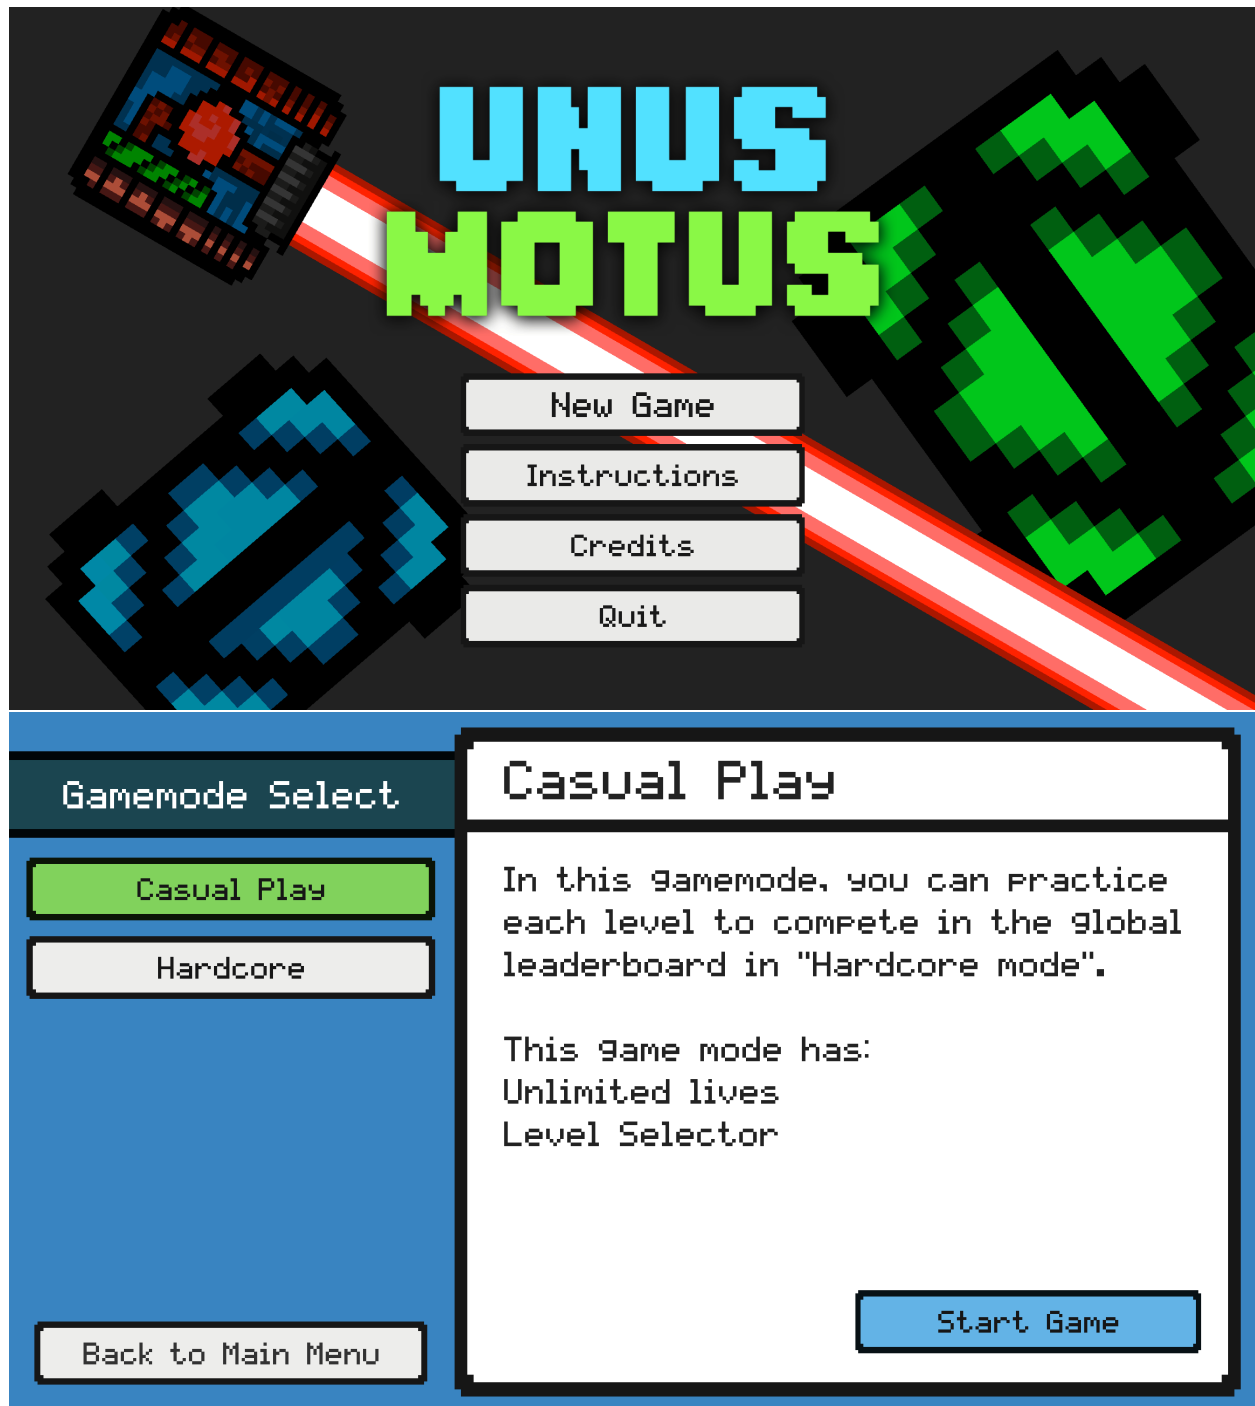 UNUS
MOTUS
New Game
Instructions
Credits
Quit
Gamemode Select
Casual Play
Hardcore
Back to Main Menu
Casual Play
In this gamemode, you can practice
each level to compete in the global
leaderboard in "Hardcore mode".
This game mode has:
Unlimited lives
Level Selector
Start Game